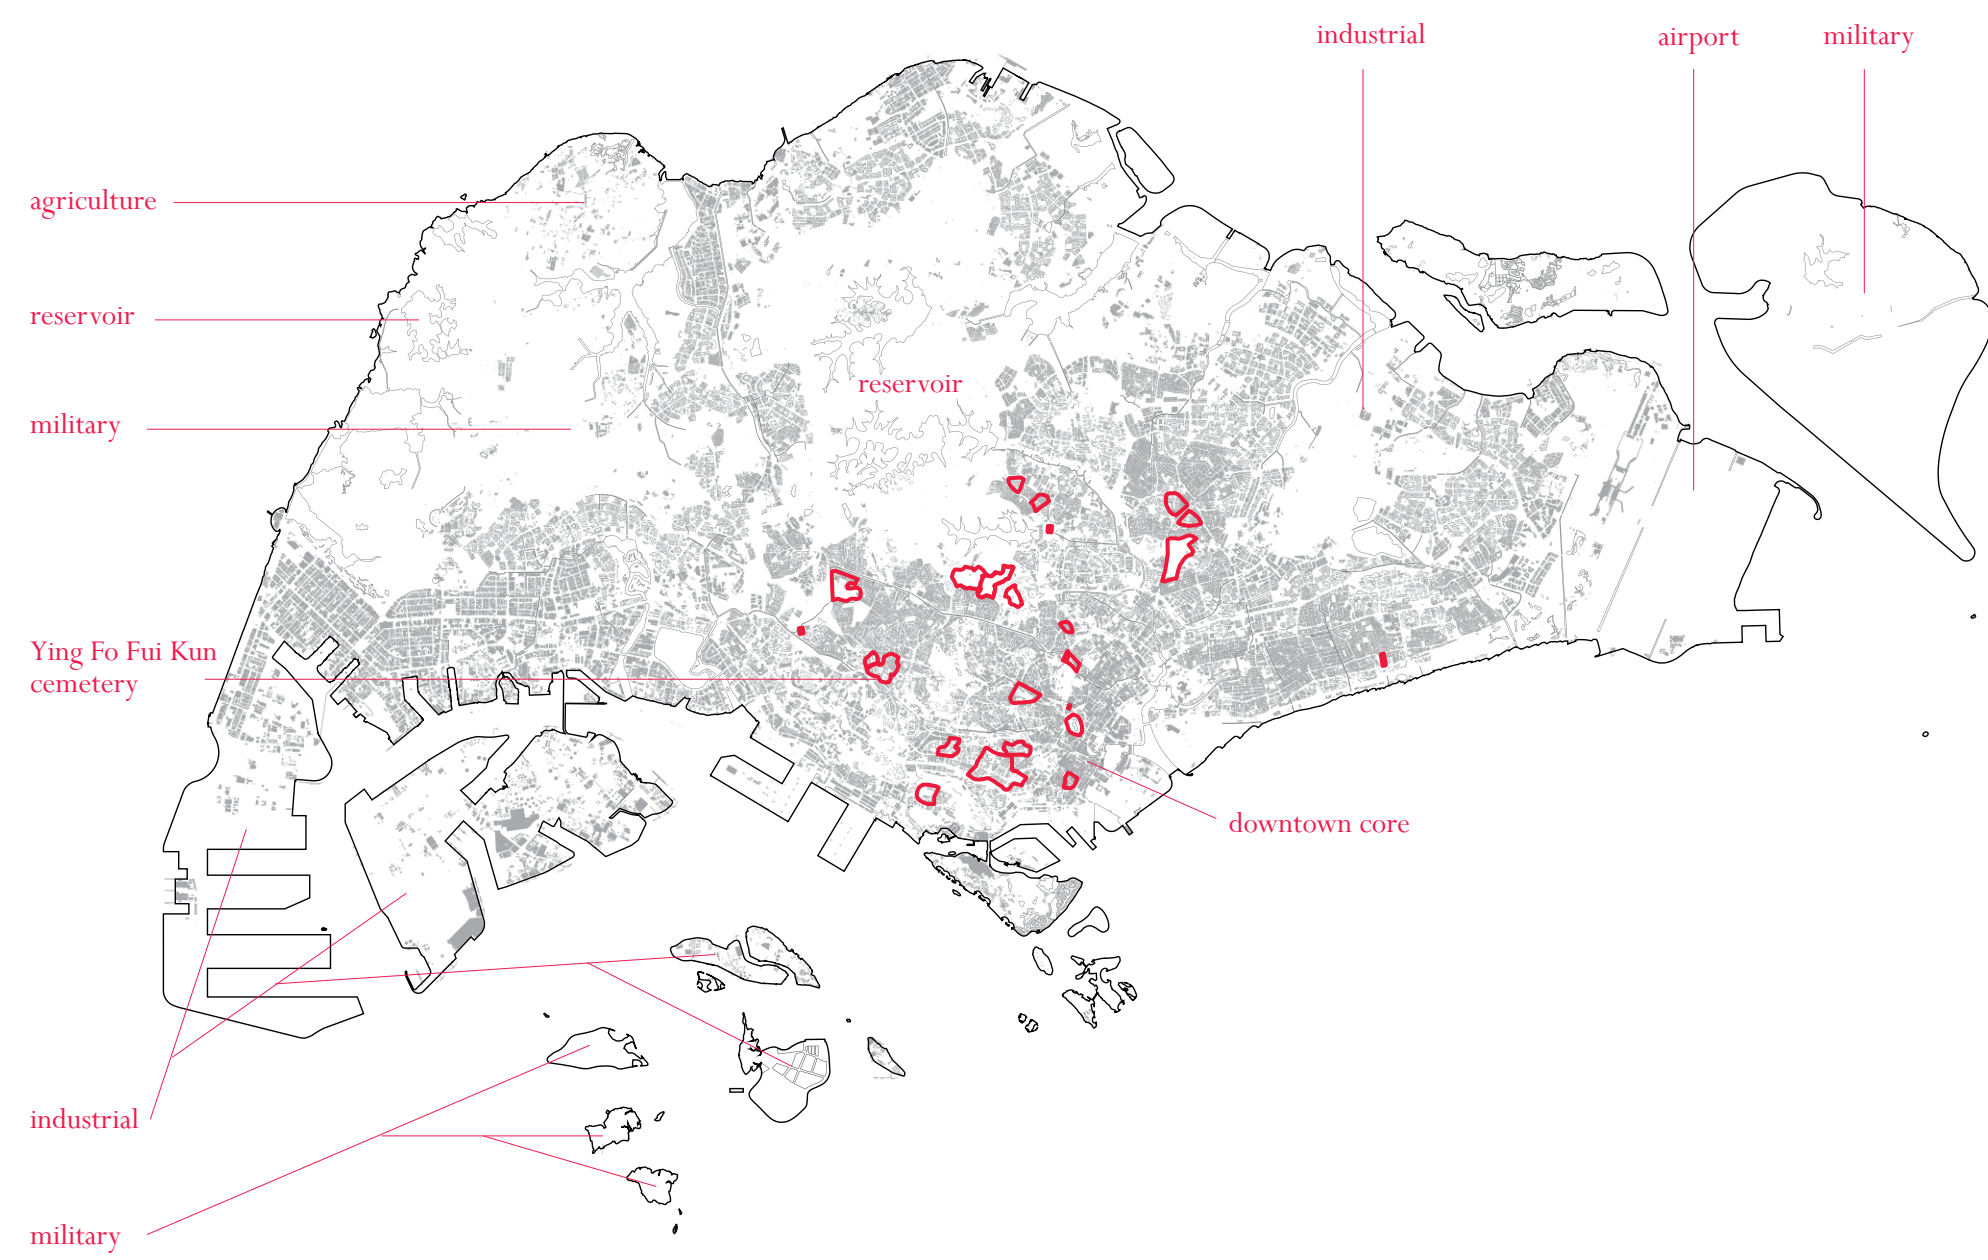 industrial
airport
military
agriculture
reservoir
reservoir
military
Ying Fo Fui Kun
cemetery
downtown core
industrial
military